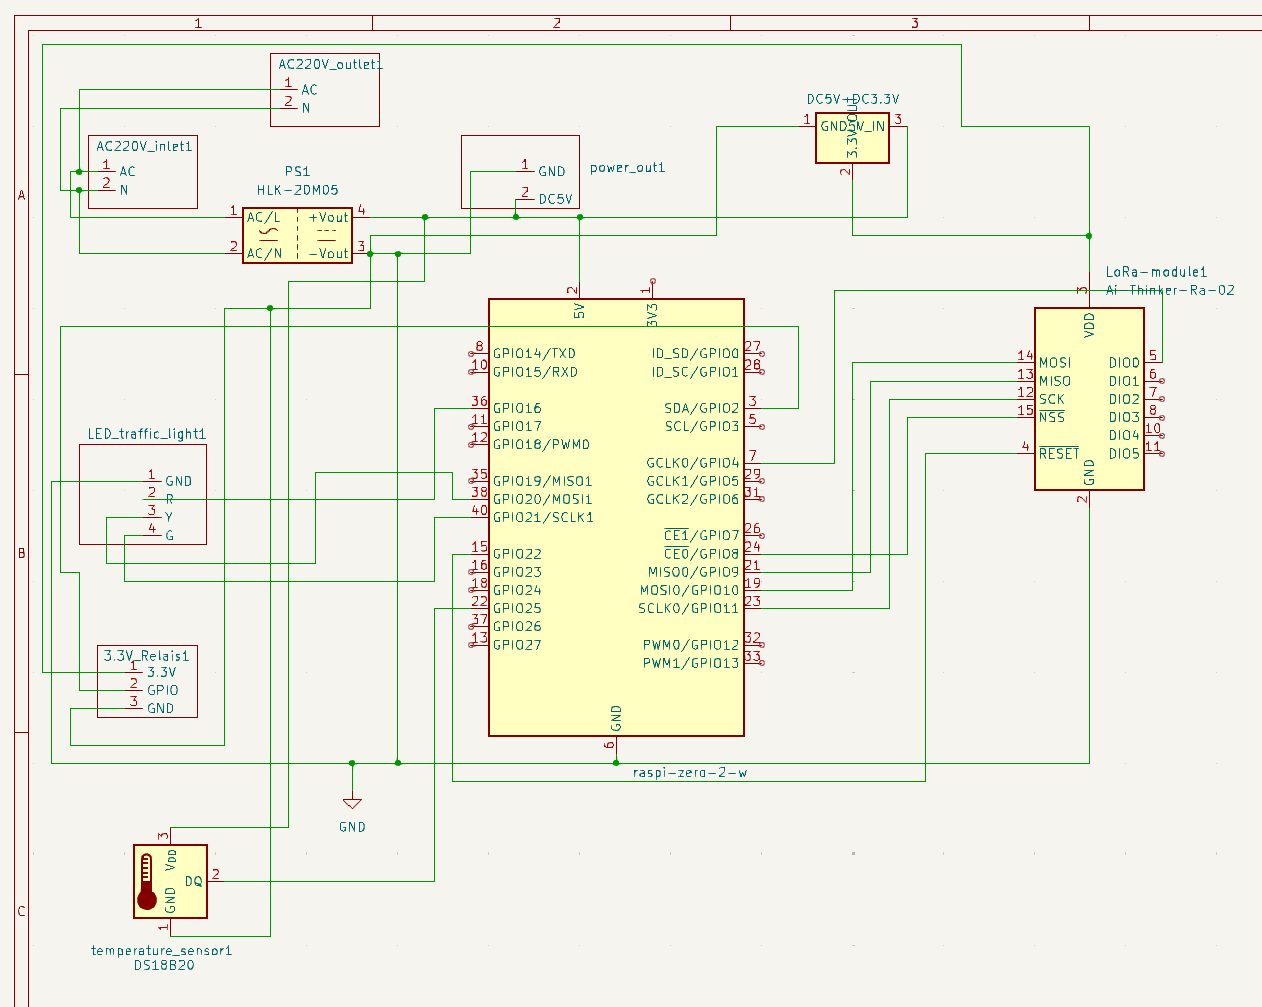 1 2 3
AC220V_outlet1
1 AC
2 N
DC5V-DC3.3V
1 GND 5V_IN 3
3.3V_OUT
2
AC220V_inlet1
1 AC
2 N
A
PS1
HLK-20M05
1 AC/L +Vout 4
2 AC/N -Vout 3
power_out1
1 GND
2 DC5V
LoRa-module1
Ai-Thinker-Ra-02
3
VDD
14 MOSI DIO0 5
13 MISO DIO1 6
12 SCK DIO2 7
15 NSS DIO3 8
DIO4 10
4 RESET DIO5 11
GND
2
2 1
5V 3V3
8 GPIO14/TXD ID_SD/GPIO0 27
10 GPIO15/RXD ID_SC/GPIO1 28
36 GPIO16 SDA/GPIO2 3
11 GPIO17 SCL/GPIO3 5
12 GPIO18/PWM0
GCLK0/GPIO4 7
35 GPIO19/MISO1 GCLK1/GPIO5 29
38 GPIO20/MOSI1 GCLK2/GPIO6 31
40 GPIO21/SCLK1
CE1/GPIO7 26
15 GPIO22 CE0/GPIO8 24
16 GPIO23 MISO0/GPIO9 21
18 GPIO24 MOSI0/GPIO10 19
22 GPIO25 SCLK0/GPIO11 23
37 GPIO26
13 GPIO27 PWM0/GPIO12 32
PWM1/GPIO13 33
GND
6
raspi-zero-2-w
LED_traffic_light1
1 GND
2 R
3 Y
4 G
B
3.3V_Relais1
1 3.3V
2 GPIO
3 GND
GND
3
VDD
DQ 2
GND
1
temperature_sensor1
DS18B20
C